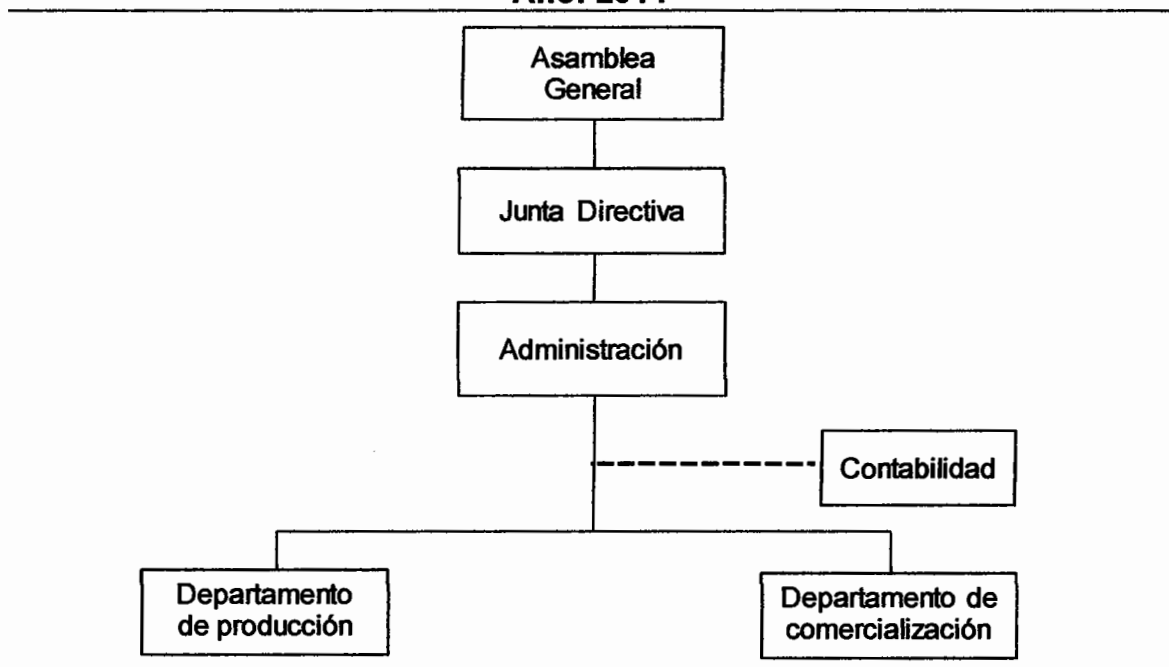 Asamblea
General
Junta Directiva
Administración
Contabilidad
Departamento
de producción
Departamento de
comercialización